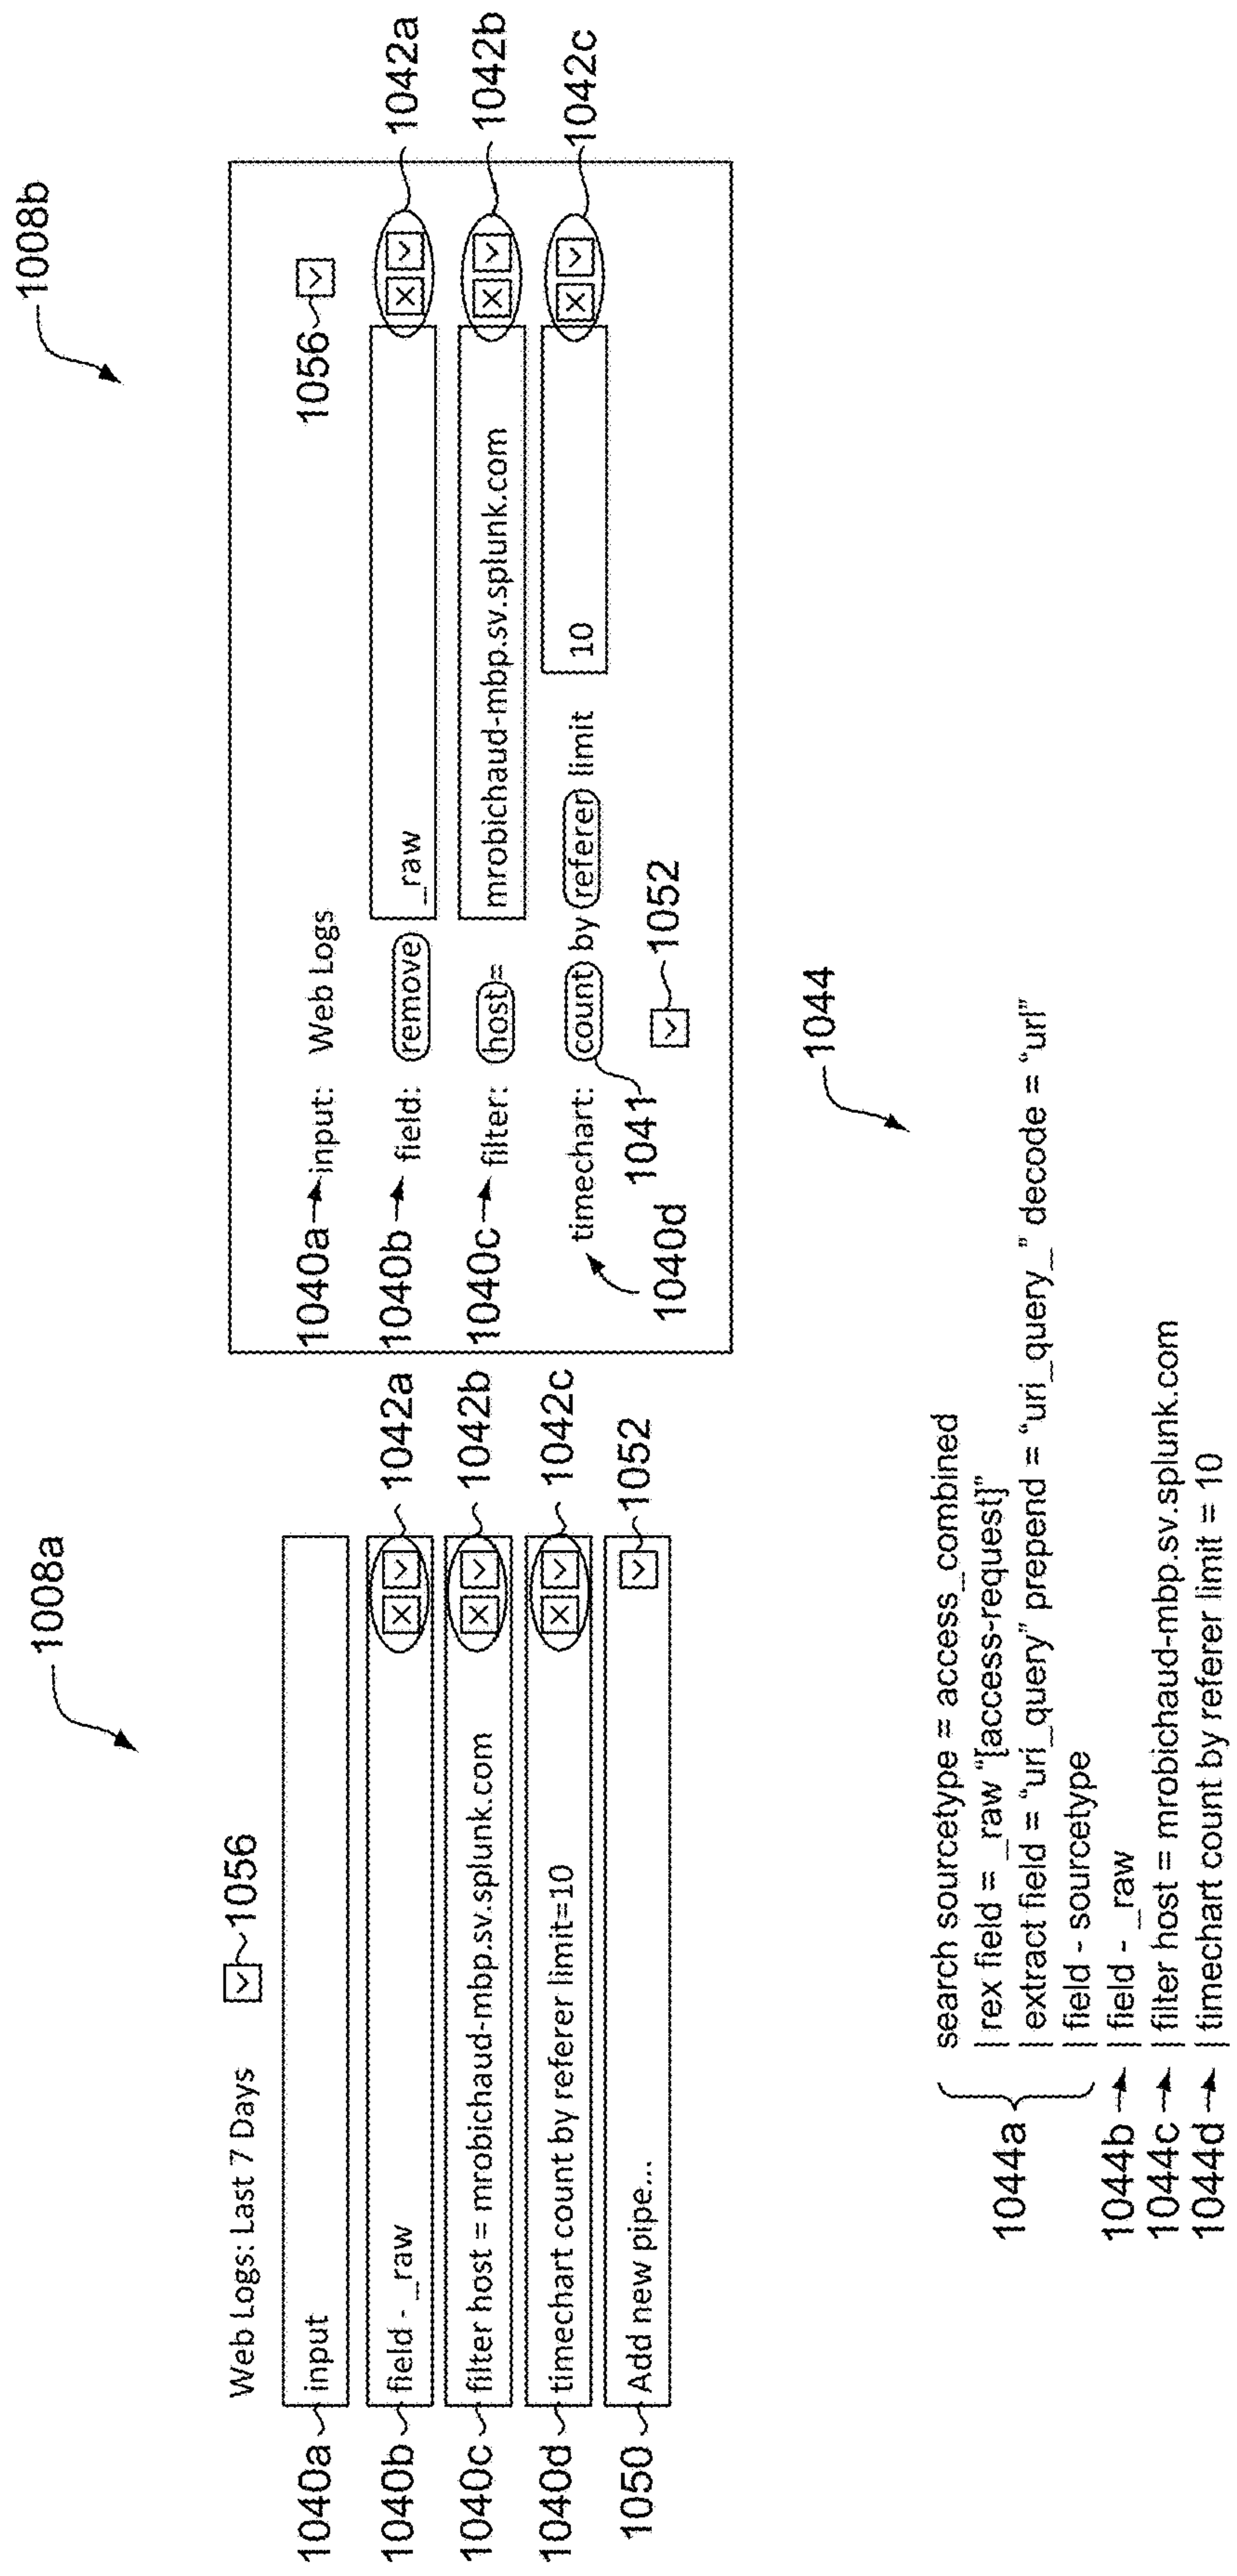 1008a
Web Logs: Last 7 Days 1056
1040a input
1040b field - _raw 1042a
1040c filter host = mrobichaud-mbp.sv.splunk.com 1042b
1040d timechart count by referer limit=10 1042c
1050 Add new pipe... 1052
1008b
1056
1040a input: Web Logs
1040b field: remove _raw 1042a
1040c filter: host= mrobichaud-mbp.sv.splunk.com 1042b
timechart: count by referer limit 10 1042c
1040d 1041 1052
1044
search sourcetype = access_combined
| rex field = _raw “[access-request]”
| extract field = “uri_query” prepend = “uri_query_” decode = “url”
| field - sourcetype
1044a
1044b | field - _raw
1044c | filter host = mrobichaud-mbp.sv.splunk.com
1044d | timechart count by referer limit = 10